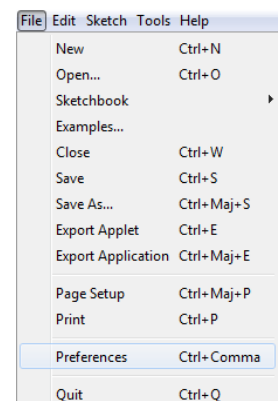 File Edit Sketch Tools Help
New Ctrl+N
Open... Ctrl+O
Sketchbook
Examples...
Close Ctrl+W
Save Ctrl+S
Save As... Ctrl+Maj+S
Export Applet Ctrl+E
Export Application Ctrl+Maj+E
Page Setup Ctrl+Maj+P
Print Ctrl+P
Preferences Ctrl+Comma
Quit Ctrl+Q